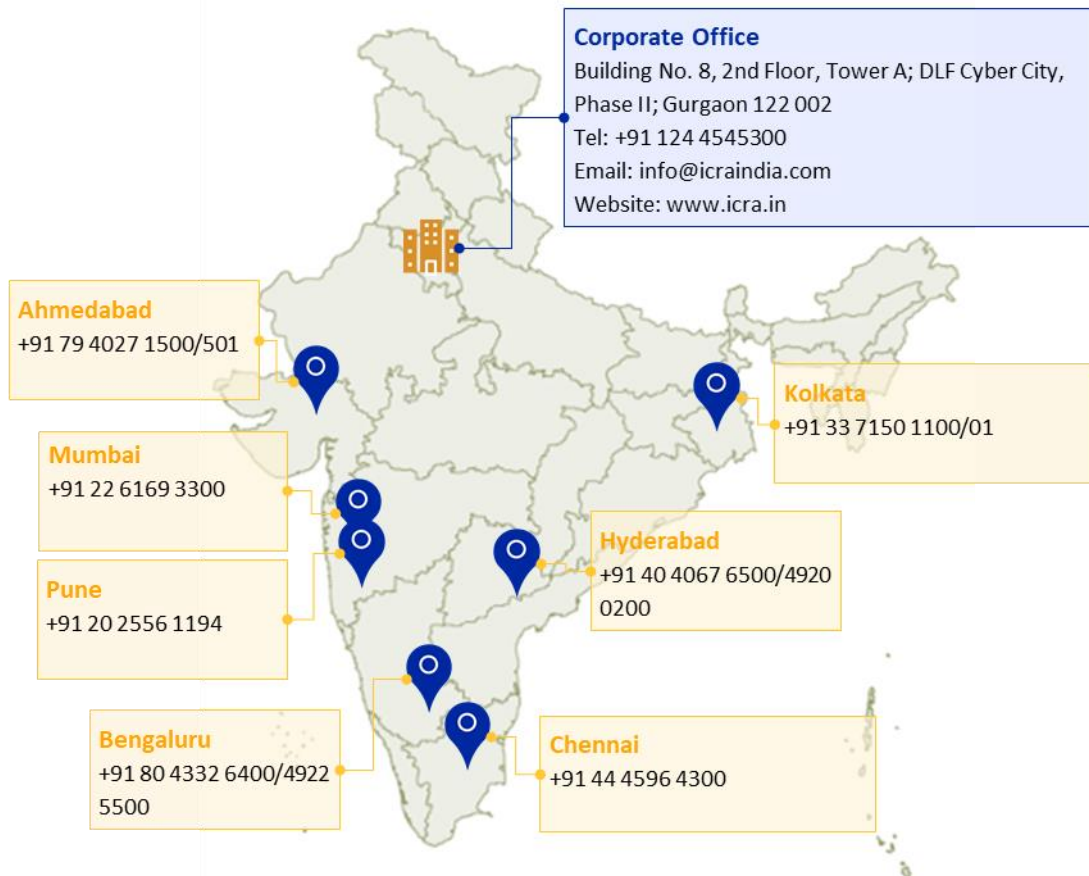 Corporate Office
Building No. 8, 2nd Floor, Tower A; DLF Cyber City,
Phase II; Gurgaon 122 002
Tel: +91 124 4545300
Email: info@icraindia.com
Website: www.icra.in
Ahmedabad
+91 79 4027 1500/501
Kolkata
+91 33 7150 1100/01
Mumbai
+91 22 6169 3300
Hyderabad
+91 40 4067 6500/4920
0200
Pune
+91 20 2556 1194
Bengaluru
+91 80 4332 6400/4922
5500
Chennai
+91 44 4596 4300